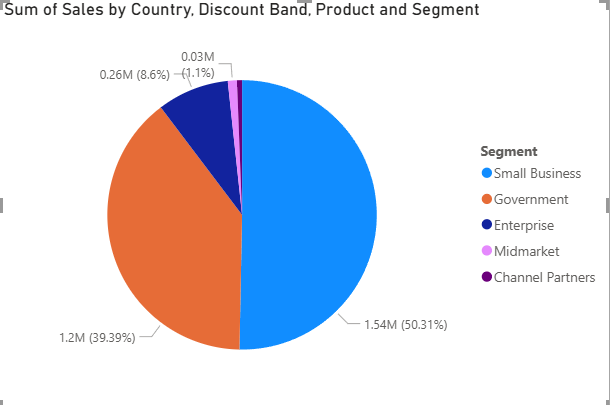 Sum of Sales by Country, Discount Band, Product and Segment
0.03M
(1.1%)
0.26M (8.6%)
Segment
Small Business
Government
Enterprise
Midmarket
Channel Partners
1.54M (50.31%)
1.2M (39.39%)